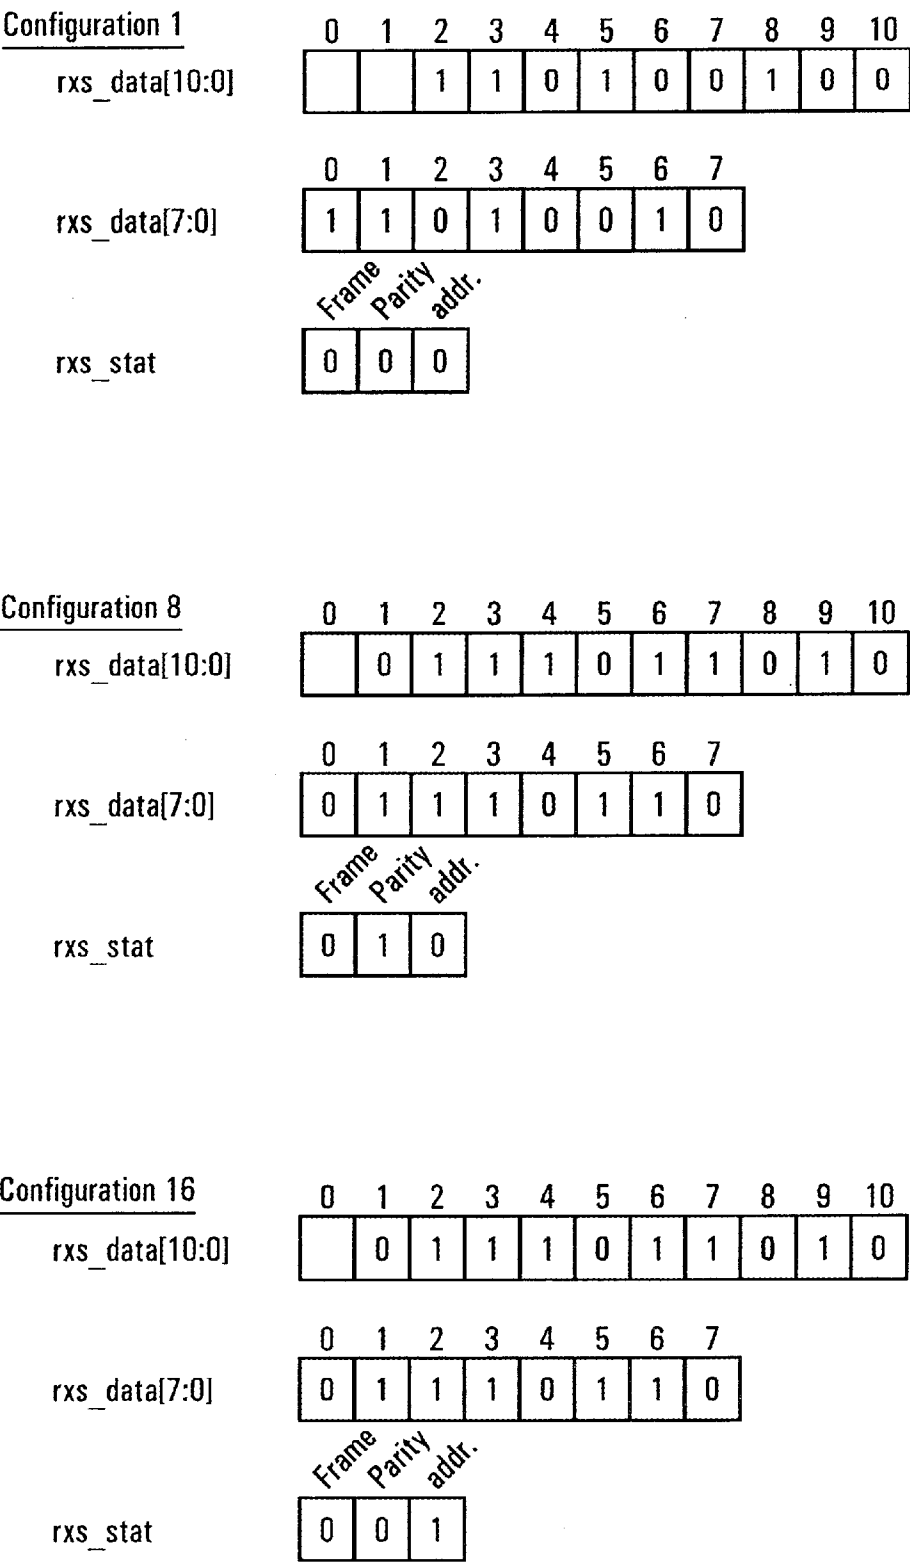 Configuration 1
0 1 2 3 4 5 6 7 8 9 10
rxs_data[10:0] 1 1 0 1 0 0 1 0 0
0 1 2 3 4 5 6 7
rxs_data[7:0] 1 1 0 1 0 0 1 0
Frame Parity addr.
rxs_stat 0 0 0
Configuration 8
0 1 2 3 4 5 6 7 8 9 10
rxs_data[10:0] 0 1 1 1 0 1 1 0 1 0
0 1 2 3 4 5 6 7
rxs_data[7:0] 0 1 1 1 0 1 1 0
Frame Parity addr.
rxs_stat 0 1 0
Configuration 16
0 1 2 3 4 5 6 7 8 9 10
rxs_data[10:0] 0 1 1 1 0 1 1 0 1 0
0 1 2 3 4 5 6 7
rxs_data[7:0] 0 1 1 1 0 1 1 0
Frame Parity addr.
rxs_stat 0 0 1